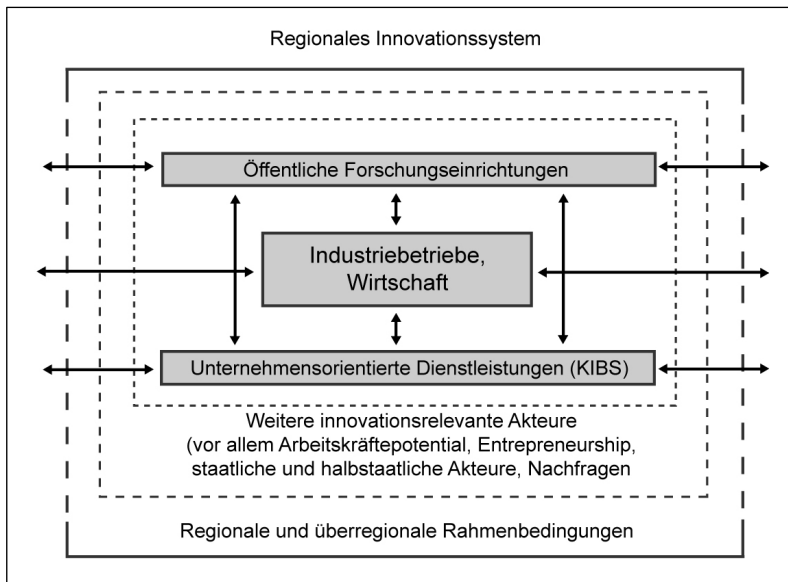 Regionales Innovationssystem
Öffentliche Forschungseinrichtungen
Industriebetriebe,
Wirtschaft
Unternehmensorientierte Dienstleistungen (KIBS)
Weitere innovationsrelevante Akteure
(vor allem Arbeitskräftepotential, Entrepreneurship,
staatliche und halbstaatliche Akteure, Nachfragen
Regionale und überregionale Rahmenbedingungen